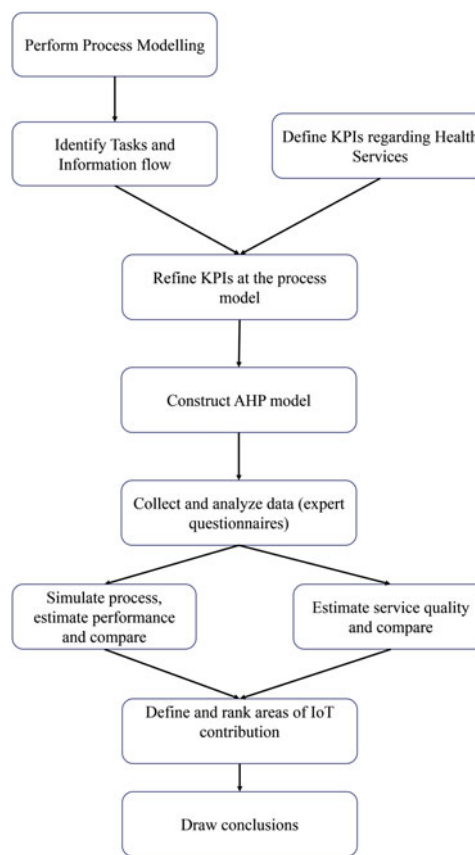 Perform Process Modelling
Identify Tasks and
Information flow
Define KPIs regarding Health
Services
Refine KPIs at the process
model
Construct AHP model
Collect and analyze data (expert
questionnaires)
Simulate process,
estimate performance
and compare
Estimate service quality
and compare
Define and rank areas of IoT
contribution
Draw conclusions